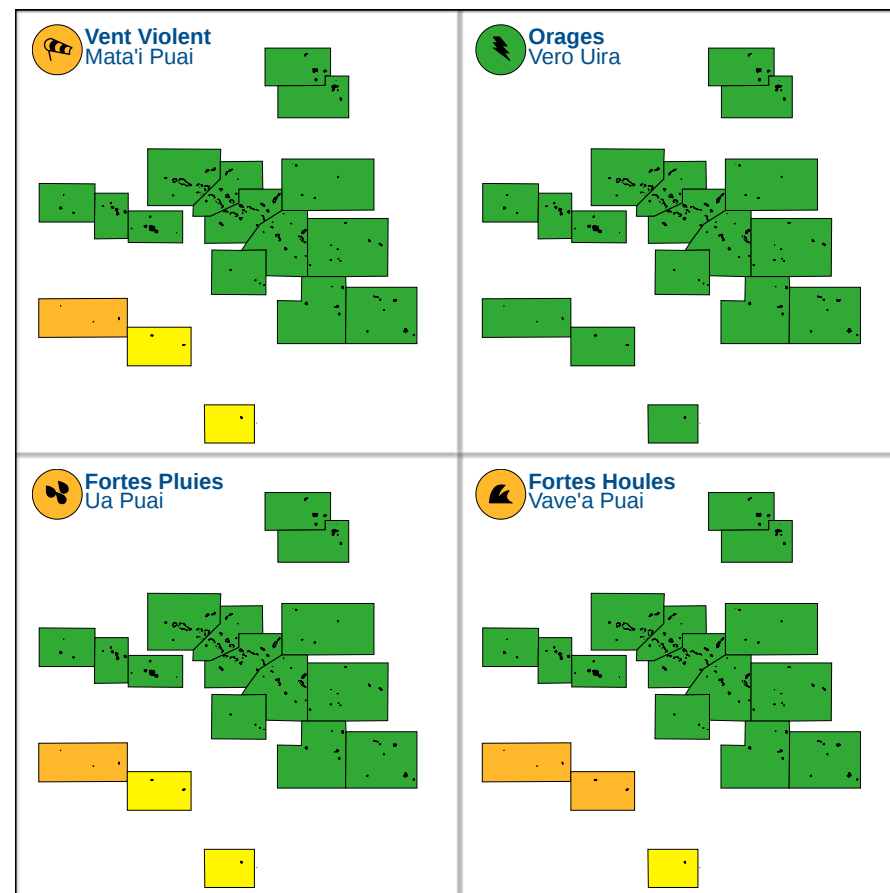 Vent Violent
Mata'i Puai
Orages
Vero Uira
Fortes Pluies
Ua Puai
Fortes Houles
Vave'a Puai